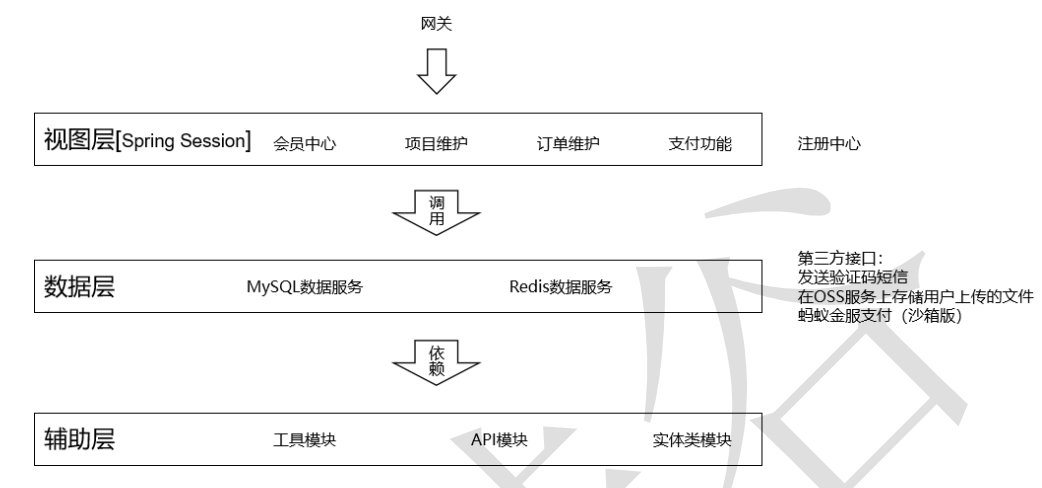 网关
视图层[Spring Session] 会员中心 项目维护 订单维护 支付功能 注册中心
调用
数据层 MySQL数据服务 Redis数据服务
第三方接口：
发送验证码短信
在OSS服务上存储用户上传的文件
蚂蚁金服支付（沙箱版）
依赖
辅助层 工具模块 API模块 实体类模块